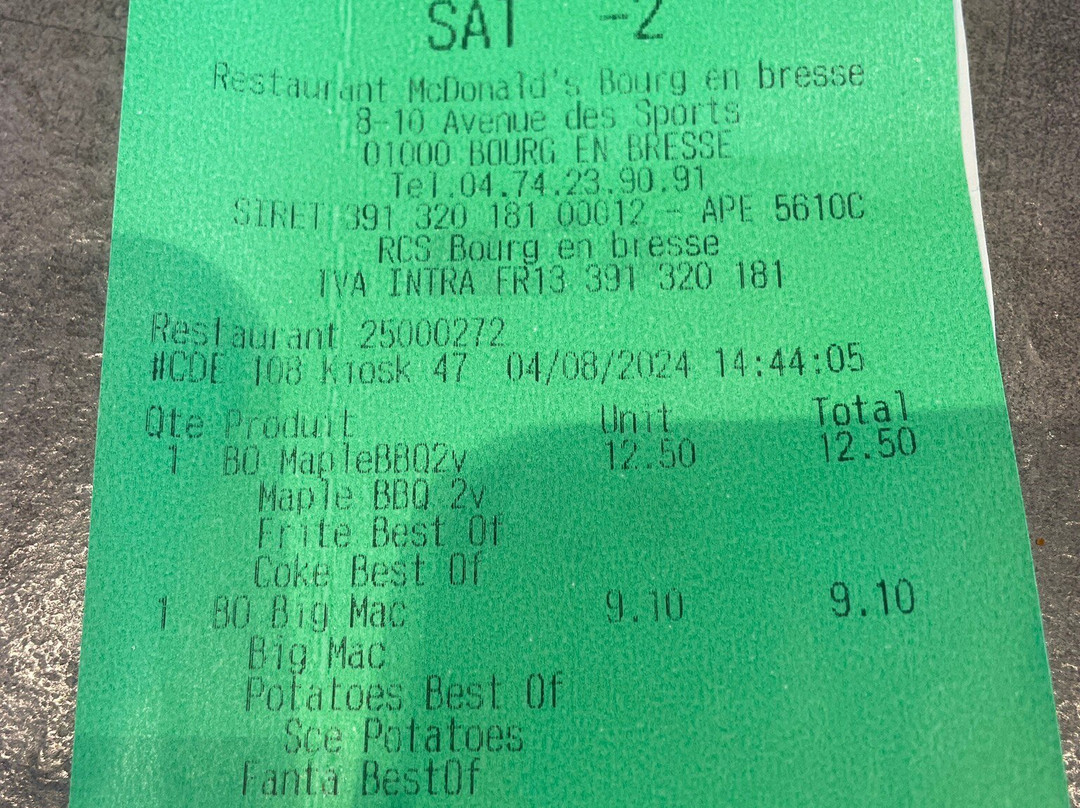 SAT -2
Restaurant McDonald's Bourg en bresse
8-10 Avenue des Sports
01000 BOURG EN BRESSE
Tel.04.74.23.90.91
SIRET 391 320 181 00012 - APE 5610C
RCS Bourg en bresse
TVA INTRA FR13 391 320 181
Restaurant 25000272
#CDE 108 Kiosk 47 04/08/2024 14:44:05
Qte Produit Unit Total
1 BO MapleBBQ2v 12.50 12.50
Maple BBQ 2v
Frite Best Of
Coke Best Of
1 BO Big Mac 9.10 9.10
Big Mac
Potatoes Best Of
Sce Potatoes
Fanta BestOf